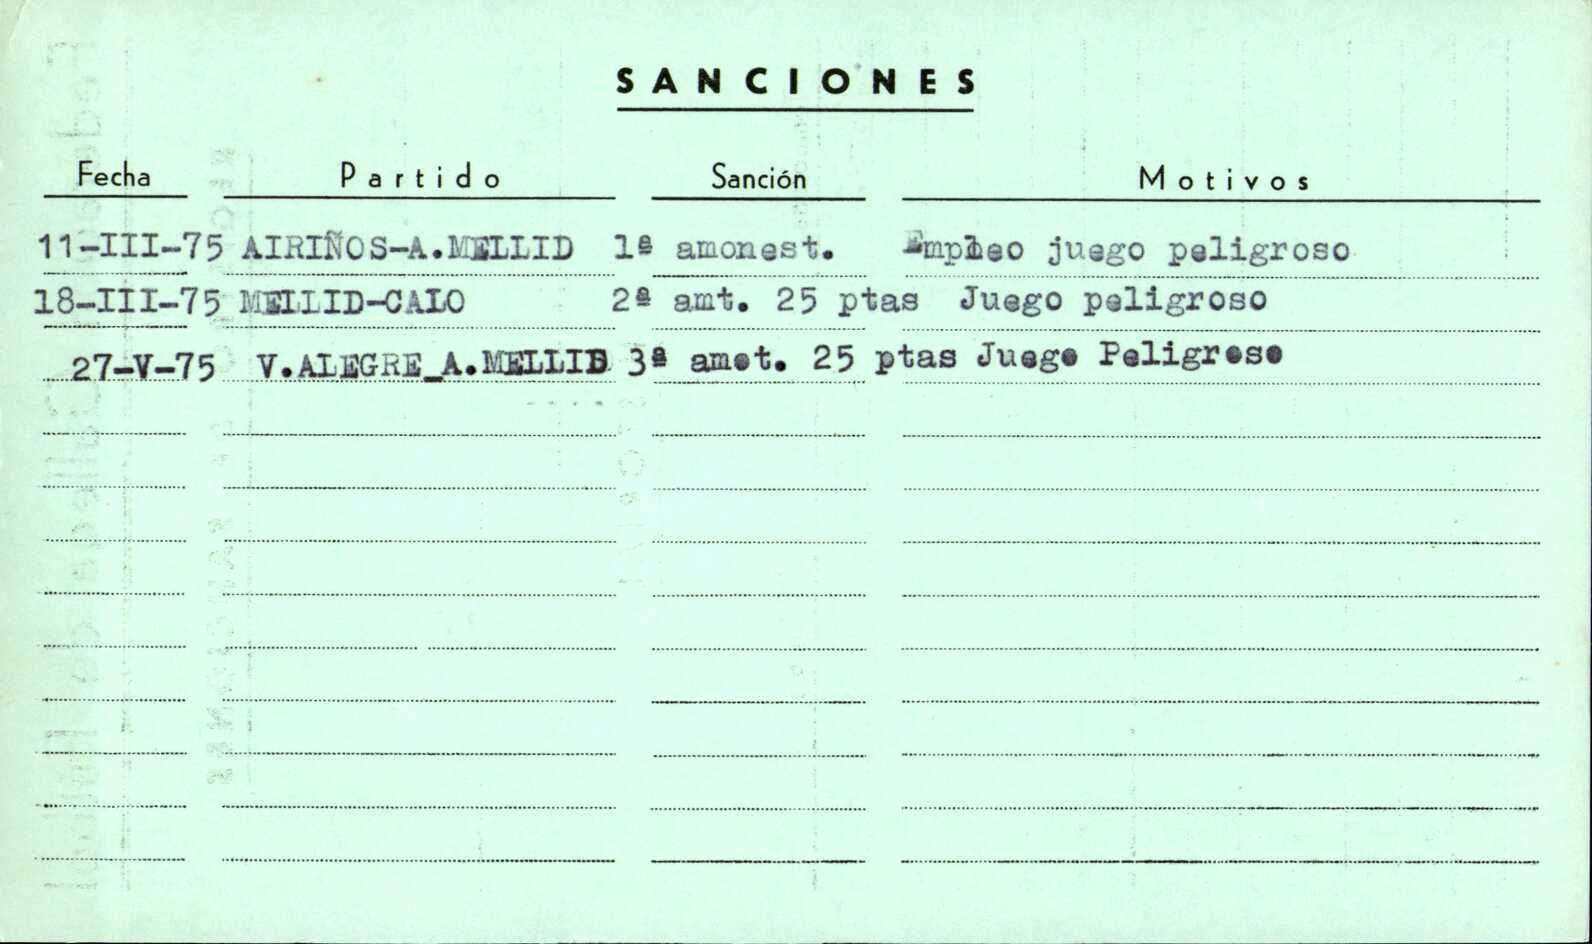 SANCIONES
Fecha Partido Sanción Motivos
11-III-75 AIRIÑOS-A.MELLID 1ª amonest. Empleo juego peligroso
18-III-75 MELLID-CALO 2ª amt. 25 ptas Juego peligroso
27-V-75 V.ALEGRE_A.MELLID 3ª amot. 25 ptas Juego Peligroso